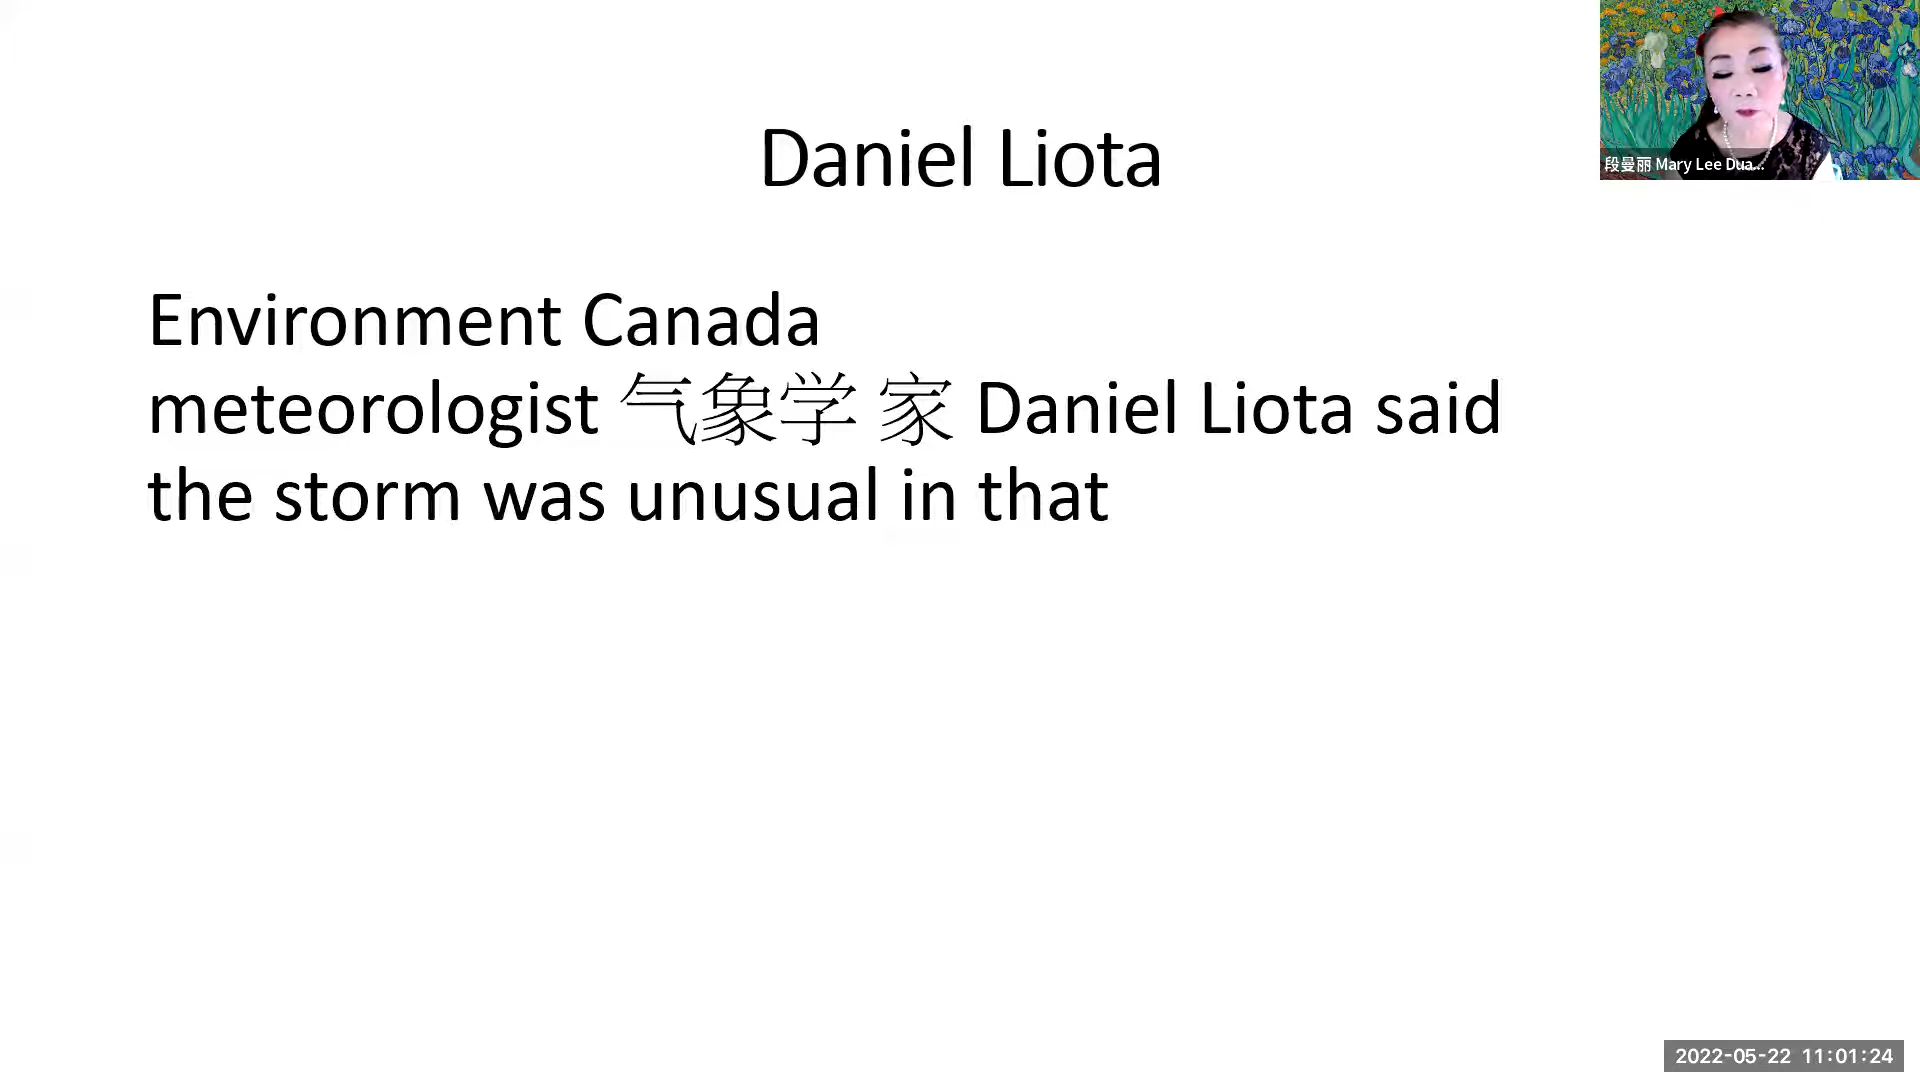 Daniel Liota
段曼丽 Mary Lee Dua...
Environment Canada
meteorologist 气象学 家 Daniel Liota said
the storm was unusual in that
2022-05-22 11:01:24